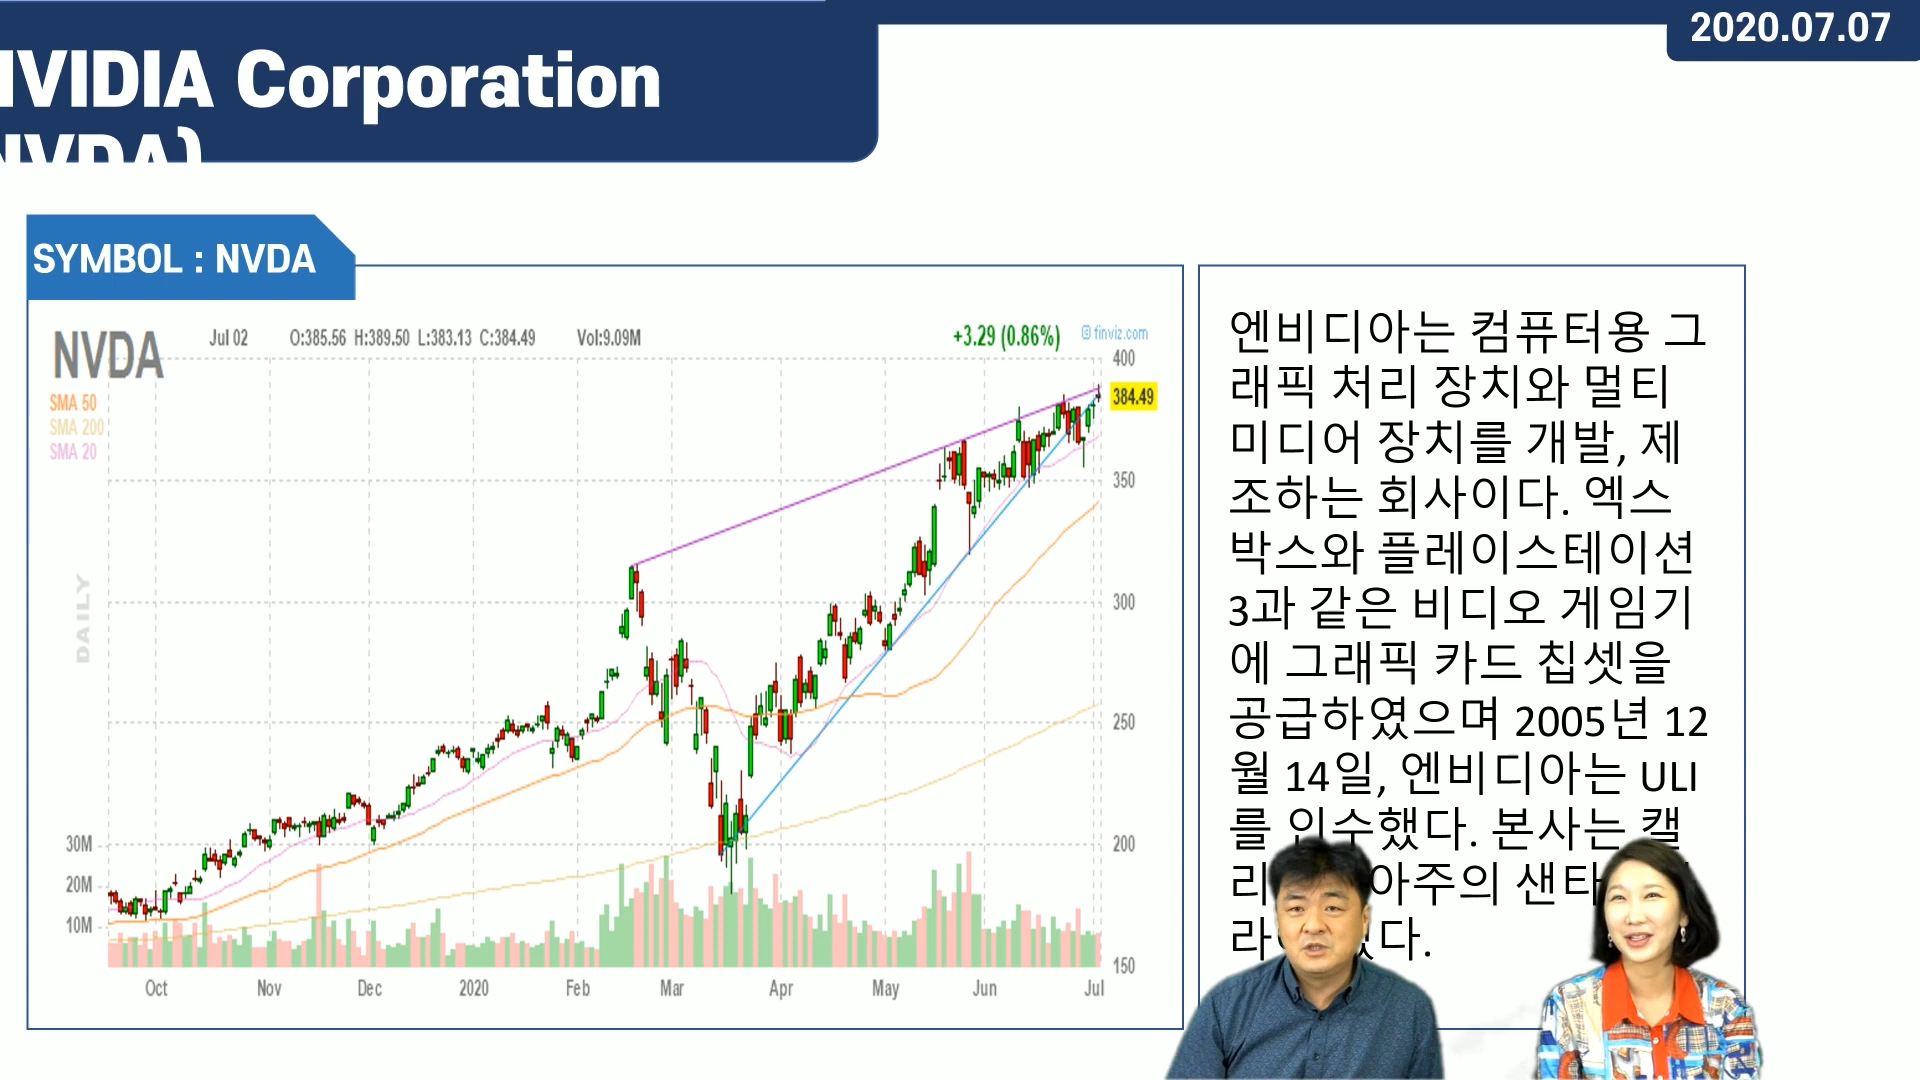 2020.07.07
NVIDIA Corporation
NVDA)
SYMBOL : NVDA
NVDA
Jul 02 O:385.56 H:389.50 L:383.13 C:384.49 Vol:9.09M +3.29 (0.86%) © finviz.com
SMA 50
SMA 200
SMA 20
DAILY
400
384.49
350
300
250
200
150
30M
20M
10M
Oct Nov Dec 2020 Feb Mar Apr May Jun Jul
엔비디아는 컴퓨터용 그
래픽 처리 장치와 멀티
미디어 장치를 개발, 제
조하는 회사이다. 엑스
박스와 플레이스테이션
3과 같은 비디오 게임기
에 그래픽 카드 칩셋을
공급하였으며 2005년 12
월 14일, 엔비디아는 ULI
를 인수했다. 본사는 캘
리 아주의 샌타
라 다.